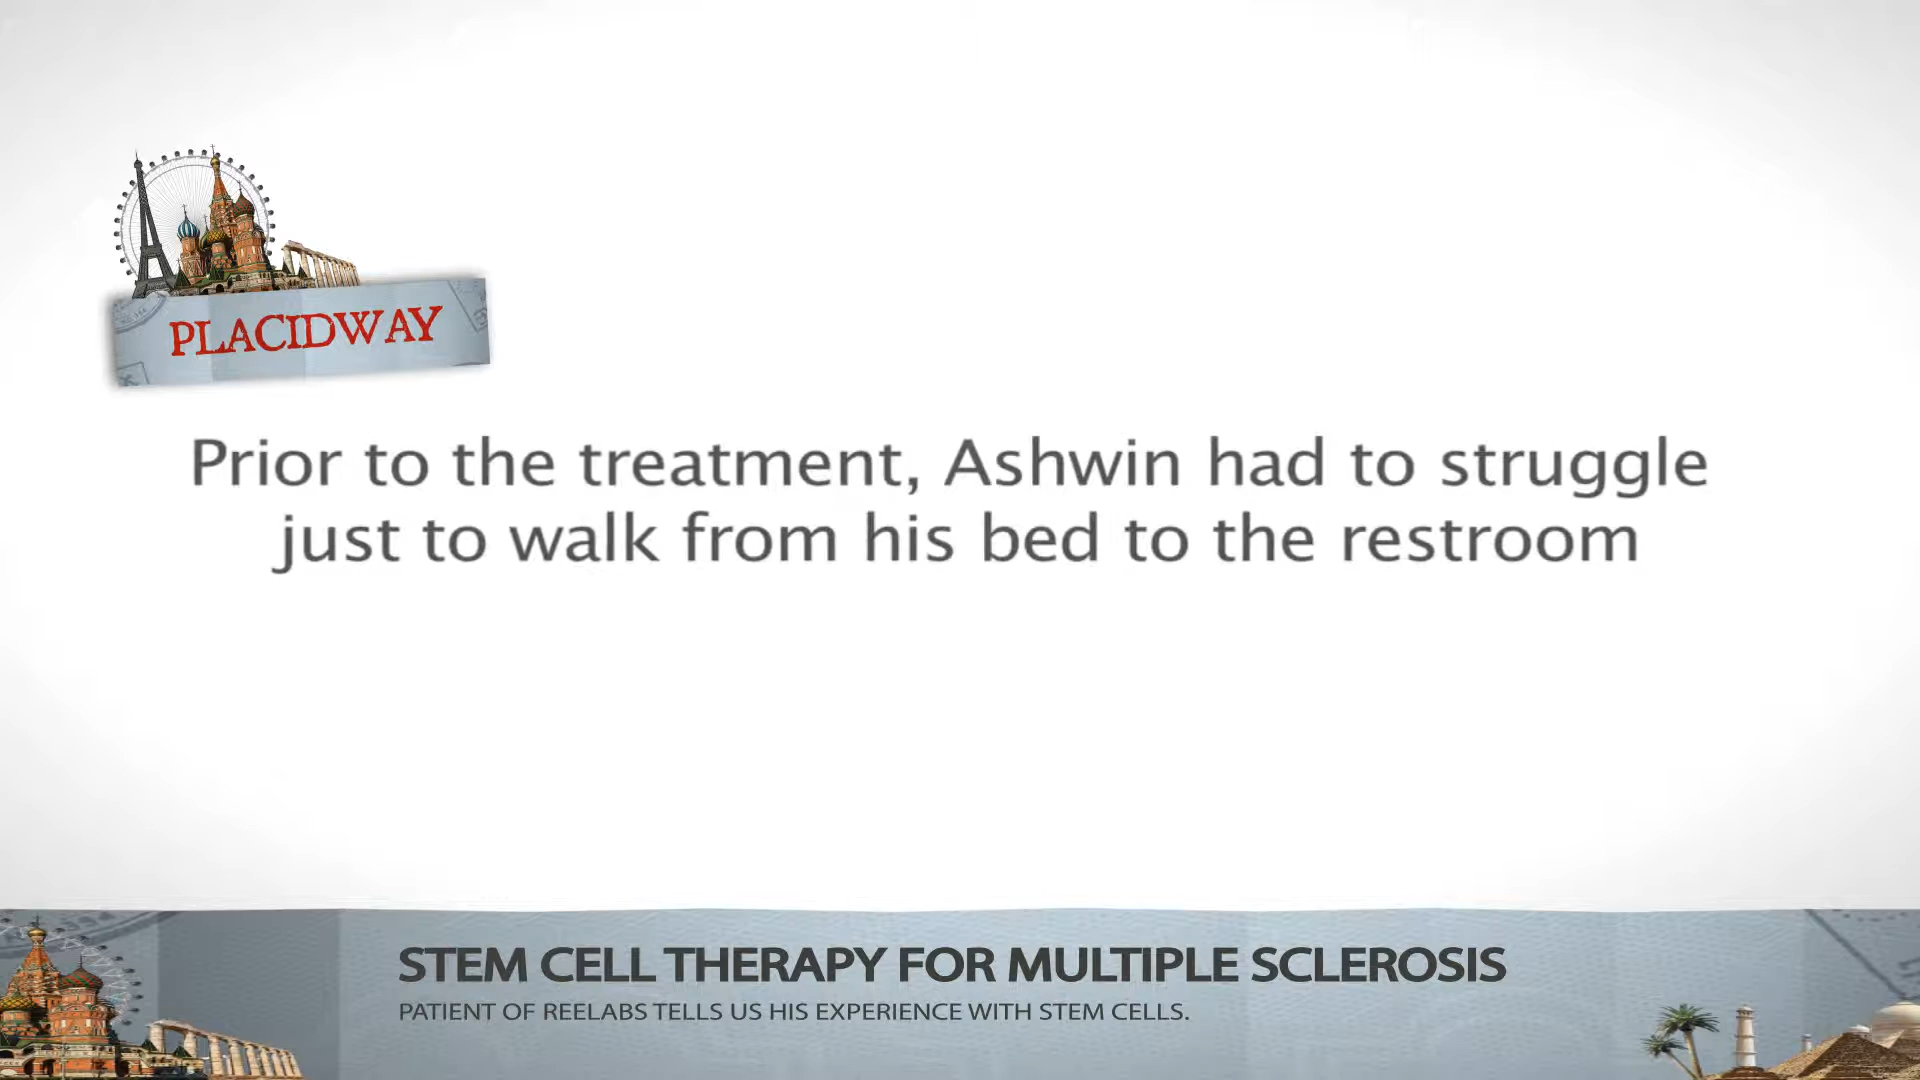 PLACIDWAY
Prior to the treatment, Ashwin had to struggle
just to walk from his bed to the restroom
STEM CELL THERAPY FOR MULTIPLE SCLEROSIS
PATIENT OF REELABS TELLS US HIS EXPERIENCE WITH STEM CELLS.